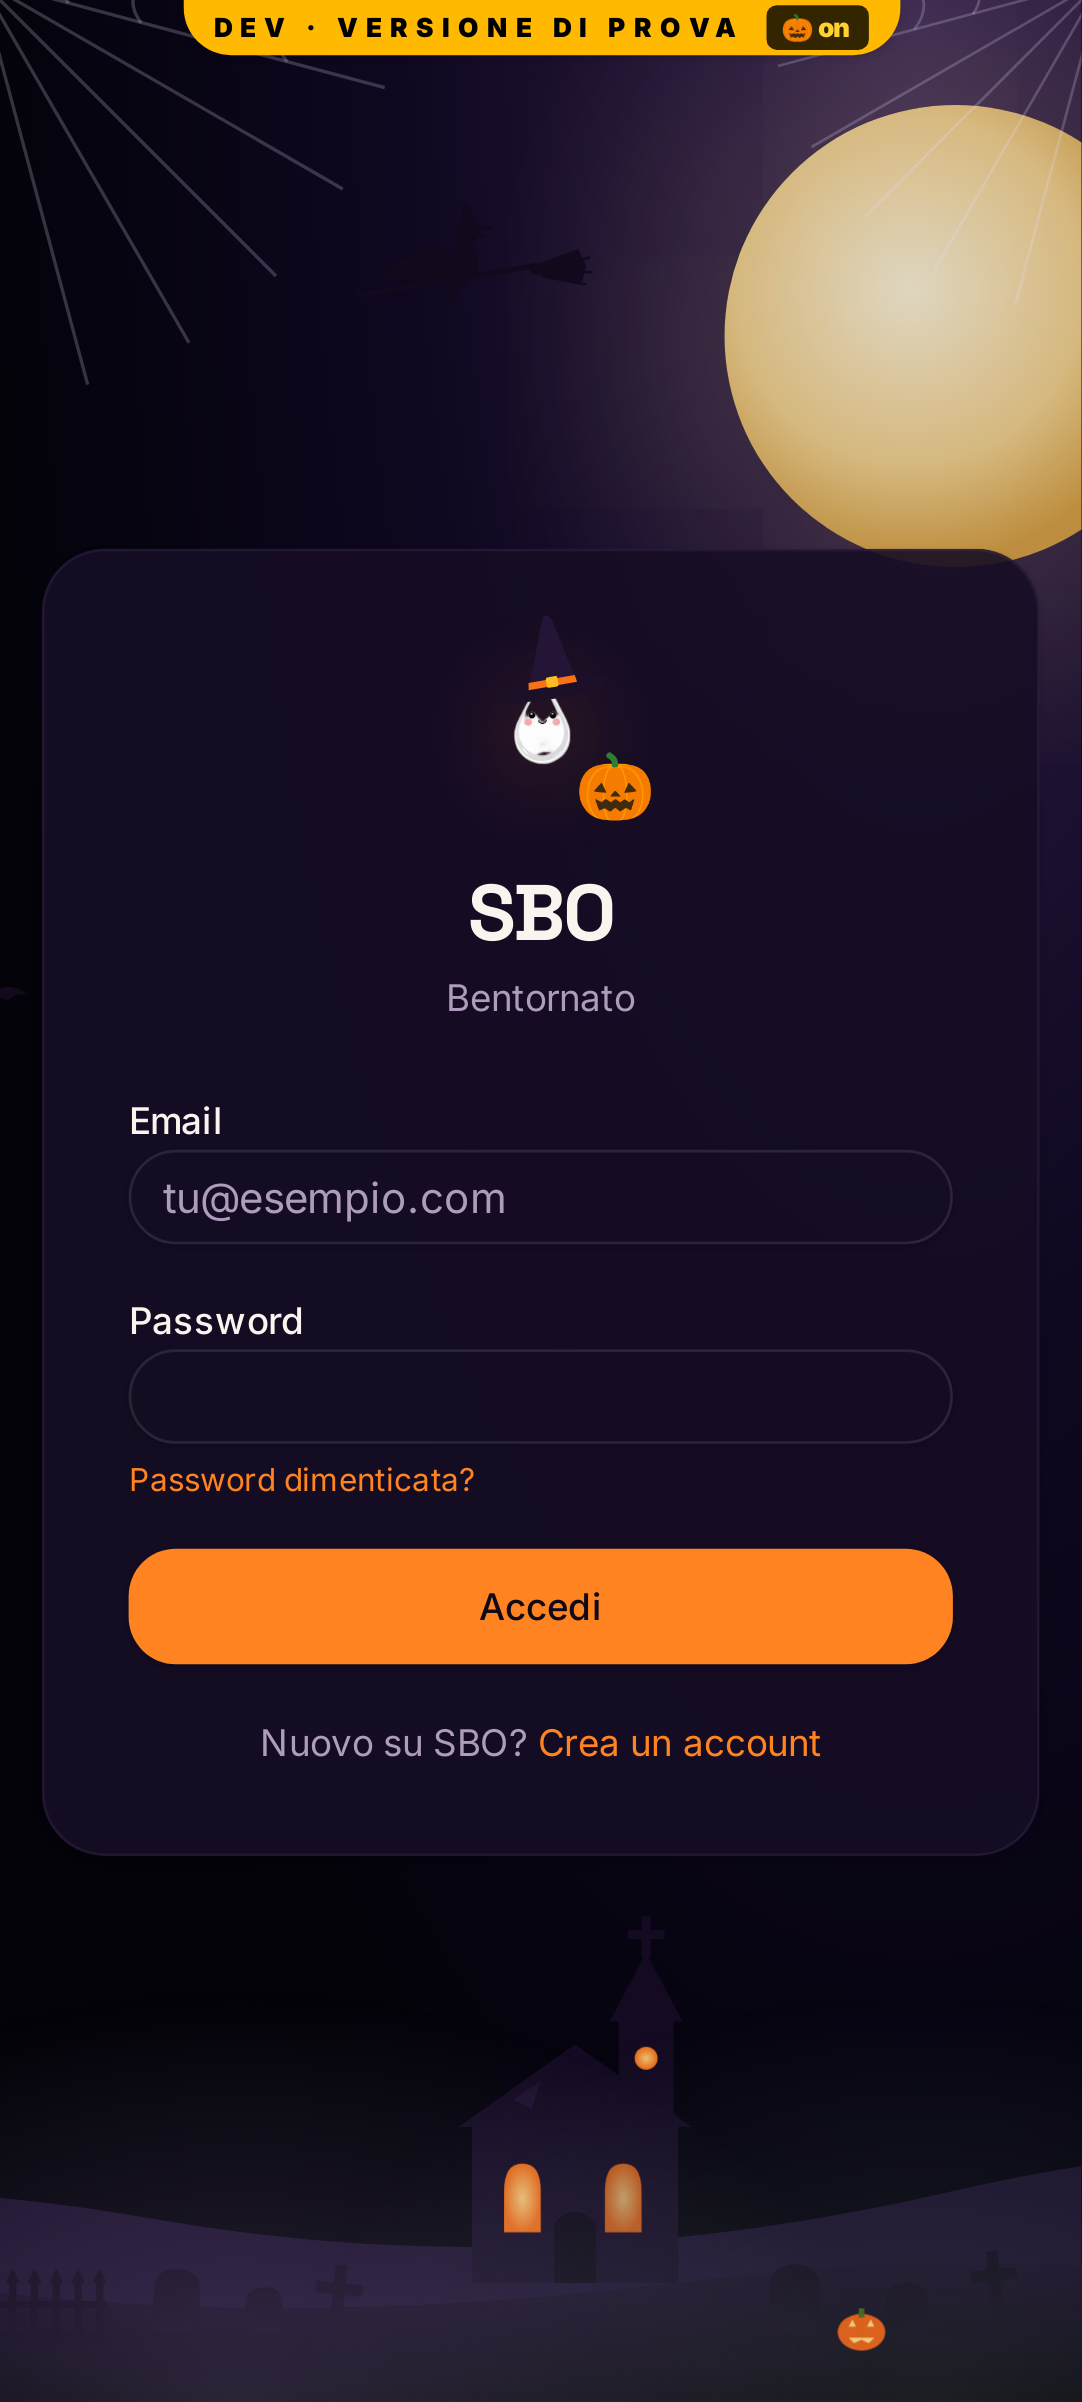 DEV · VERSIONE DI PROVA 🎃 on
SBO
Bentornato
Email
tu@esempio.com
Password
Password dimenticata?
Accedi
Nuovo su SBO? Crea un account